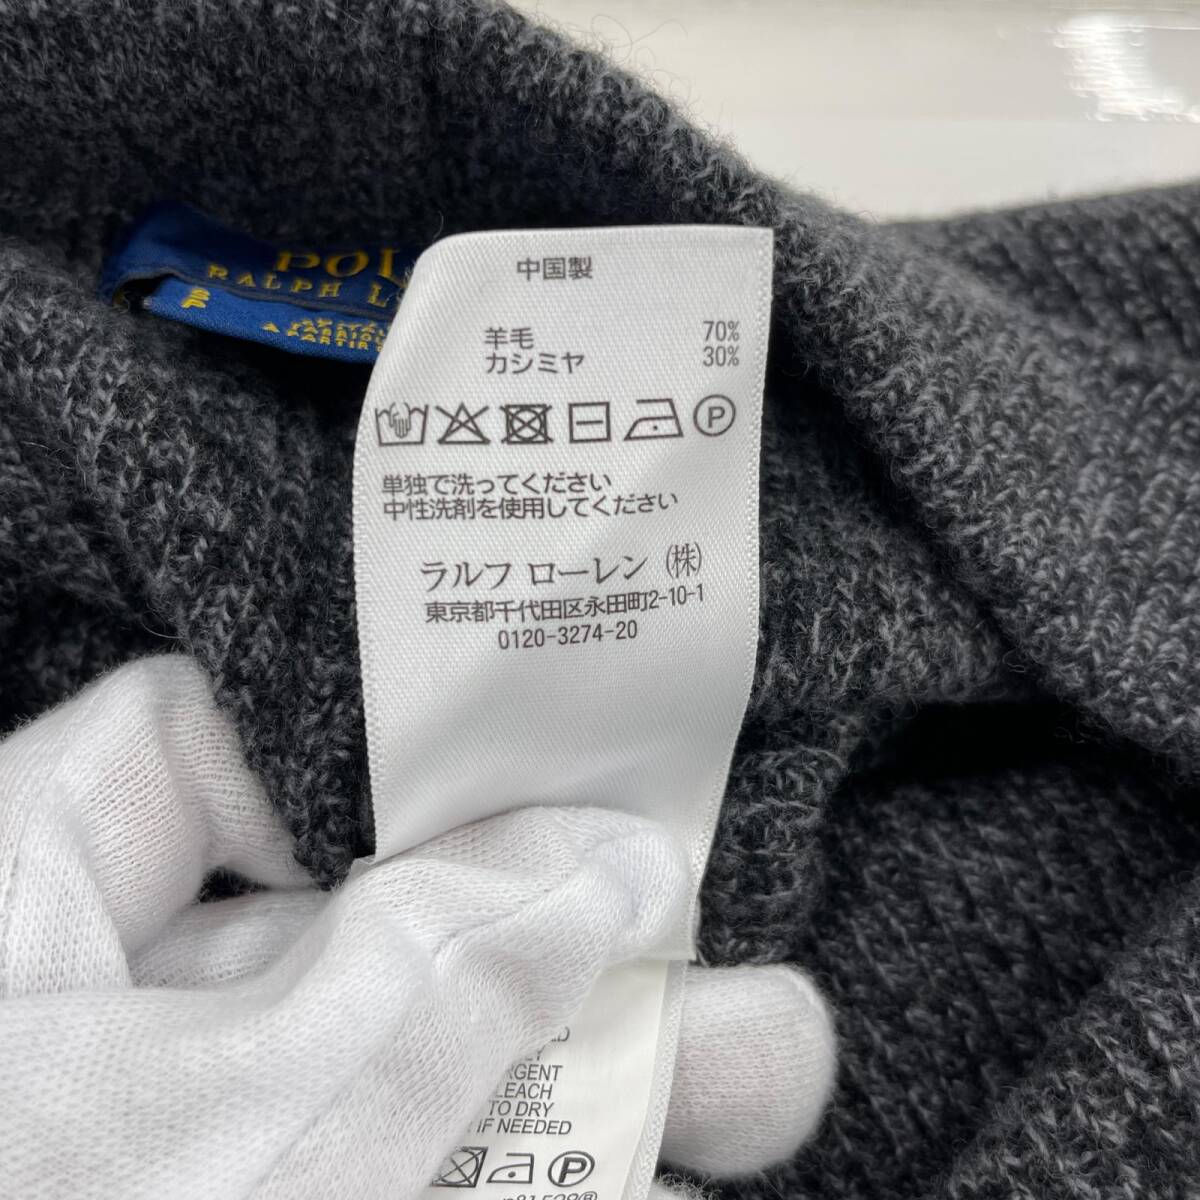 POL
RALPH L
S
P
A PARTIR
中国製
羊毛 70%
カシミヤ 30%
P
単独で洗ってください
中性洗剤を使用してください
ラルフ ローレン (株)
東京都千代田区永田町2-10-1
0120-3274-20
RGENT
LEACH
TO DRY
IF NEEDED
P